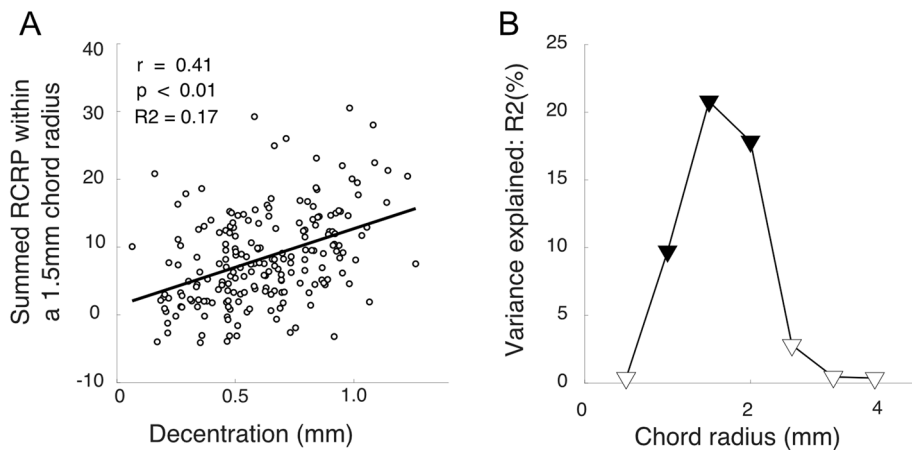 A
Summed RCRP within
a 1.5mm chord radius
40
30
20
10
0
-10
r = 0.41
p < 0.01
R2 = 0.17
0 0.5 1.0
Decentration (mm)
B
Variance explained: R2(%)
25
20
15
10
5
0
0 2 4
Chord radius (mm)